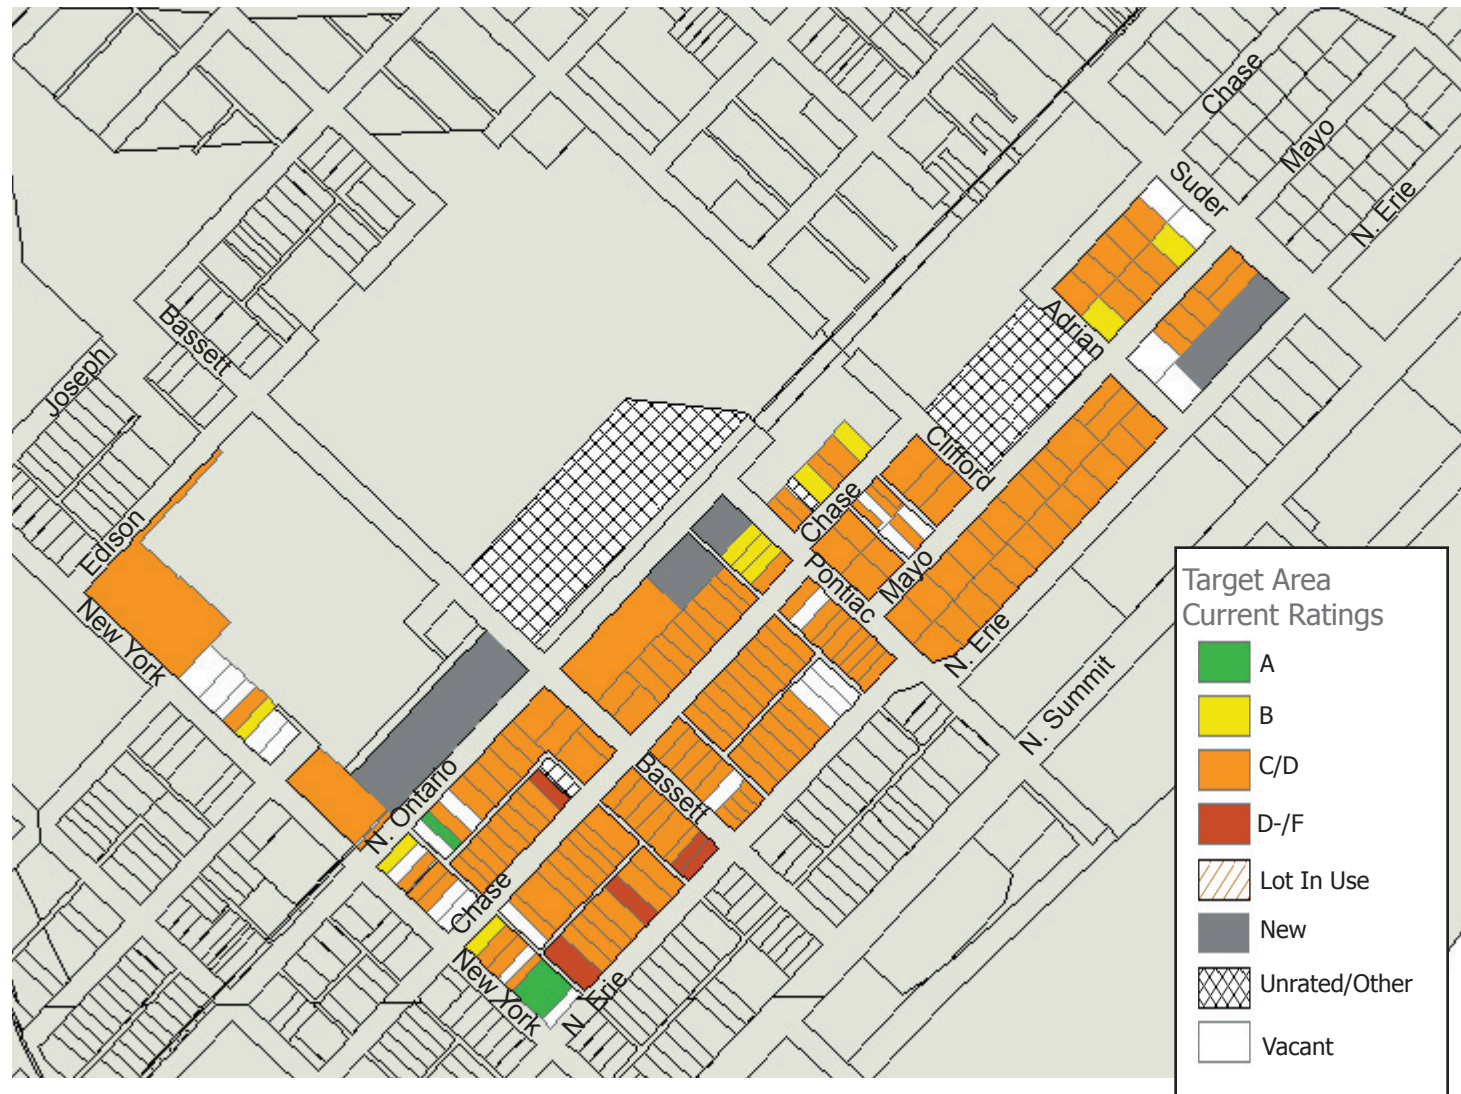 Chase
Mayo
Suder
N. Erie
Bassett
Adrian
Joseph
Clifford
Chase
Edison
Pontiac
Mayo
New York
N. Erie
N. Summit
Bassett
N. Ontario
Chase
New York
N. Erie
Target Area
Current Ratings
A
B
C/D
D-/F
Lot In Use
New
Unrated/Other
Vacant